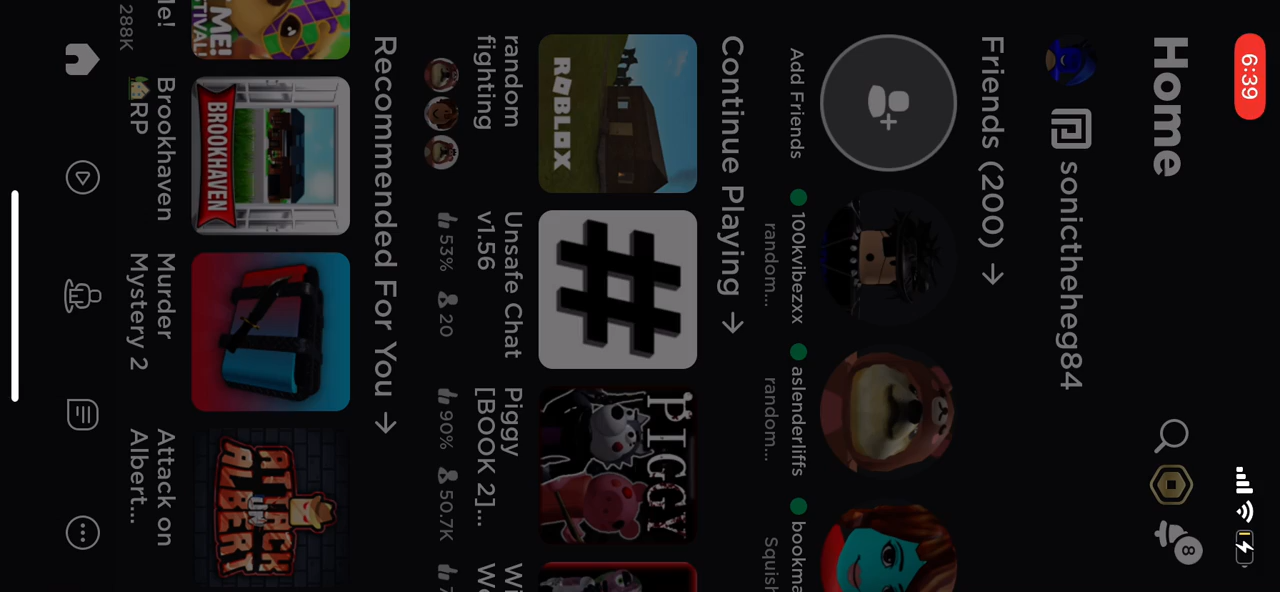 6:39
Home
8
sonictheheg84
Friends (200) →
Add Friends
100kvibezxx
random...
aslenderliffs
random...
bookma
Squish
Continue Playing →
ROBLOX
#
PIGGY
random
fighting
Unsafe Chat
v1.56
53% 20
Piggy
[BOOK 2]...
90% 50.7K
Recommended For You →
ME!
BROOKHAVEN
ATTACK
ON
ALBERT
e!
288K
Brookhaven
🏡RP
Murder
Mystery 2
Attack on
Albert...